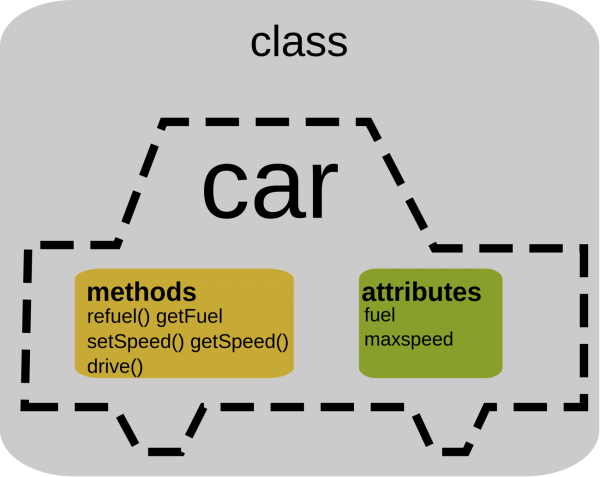 class
car
methods
refuel() getFuel
setSpeed() getSpeed()
drive()
attributes
fuel
maxspeed